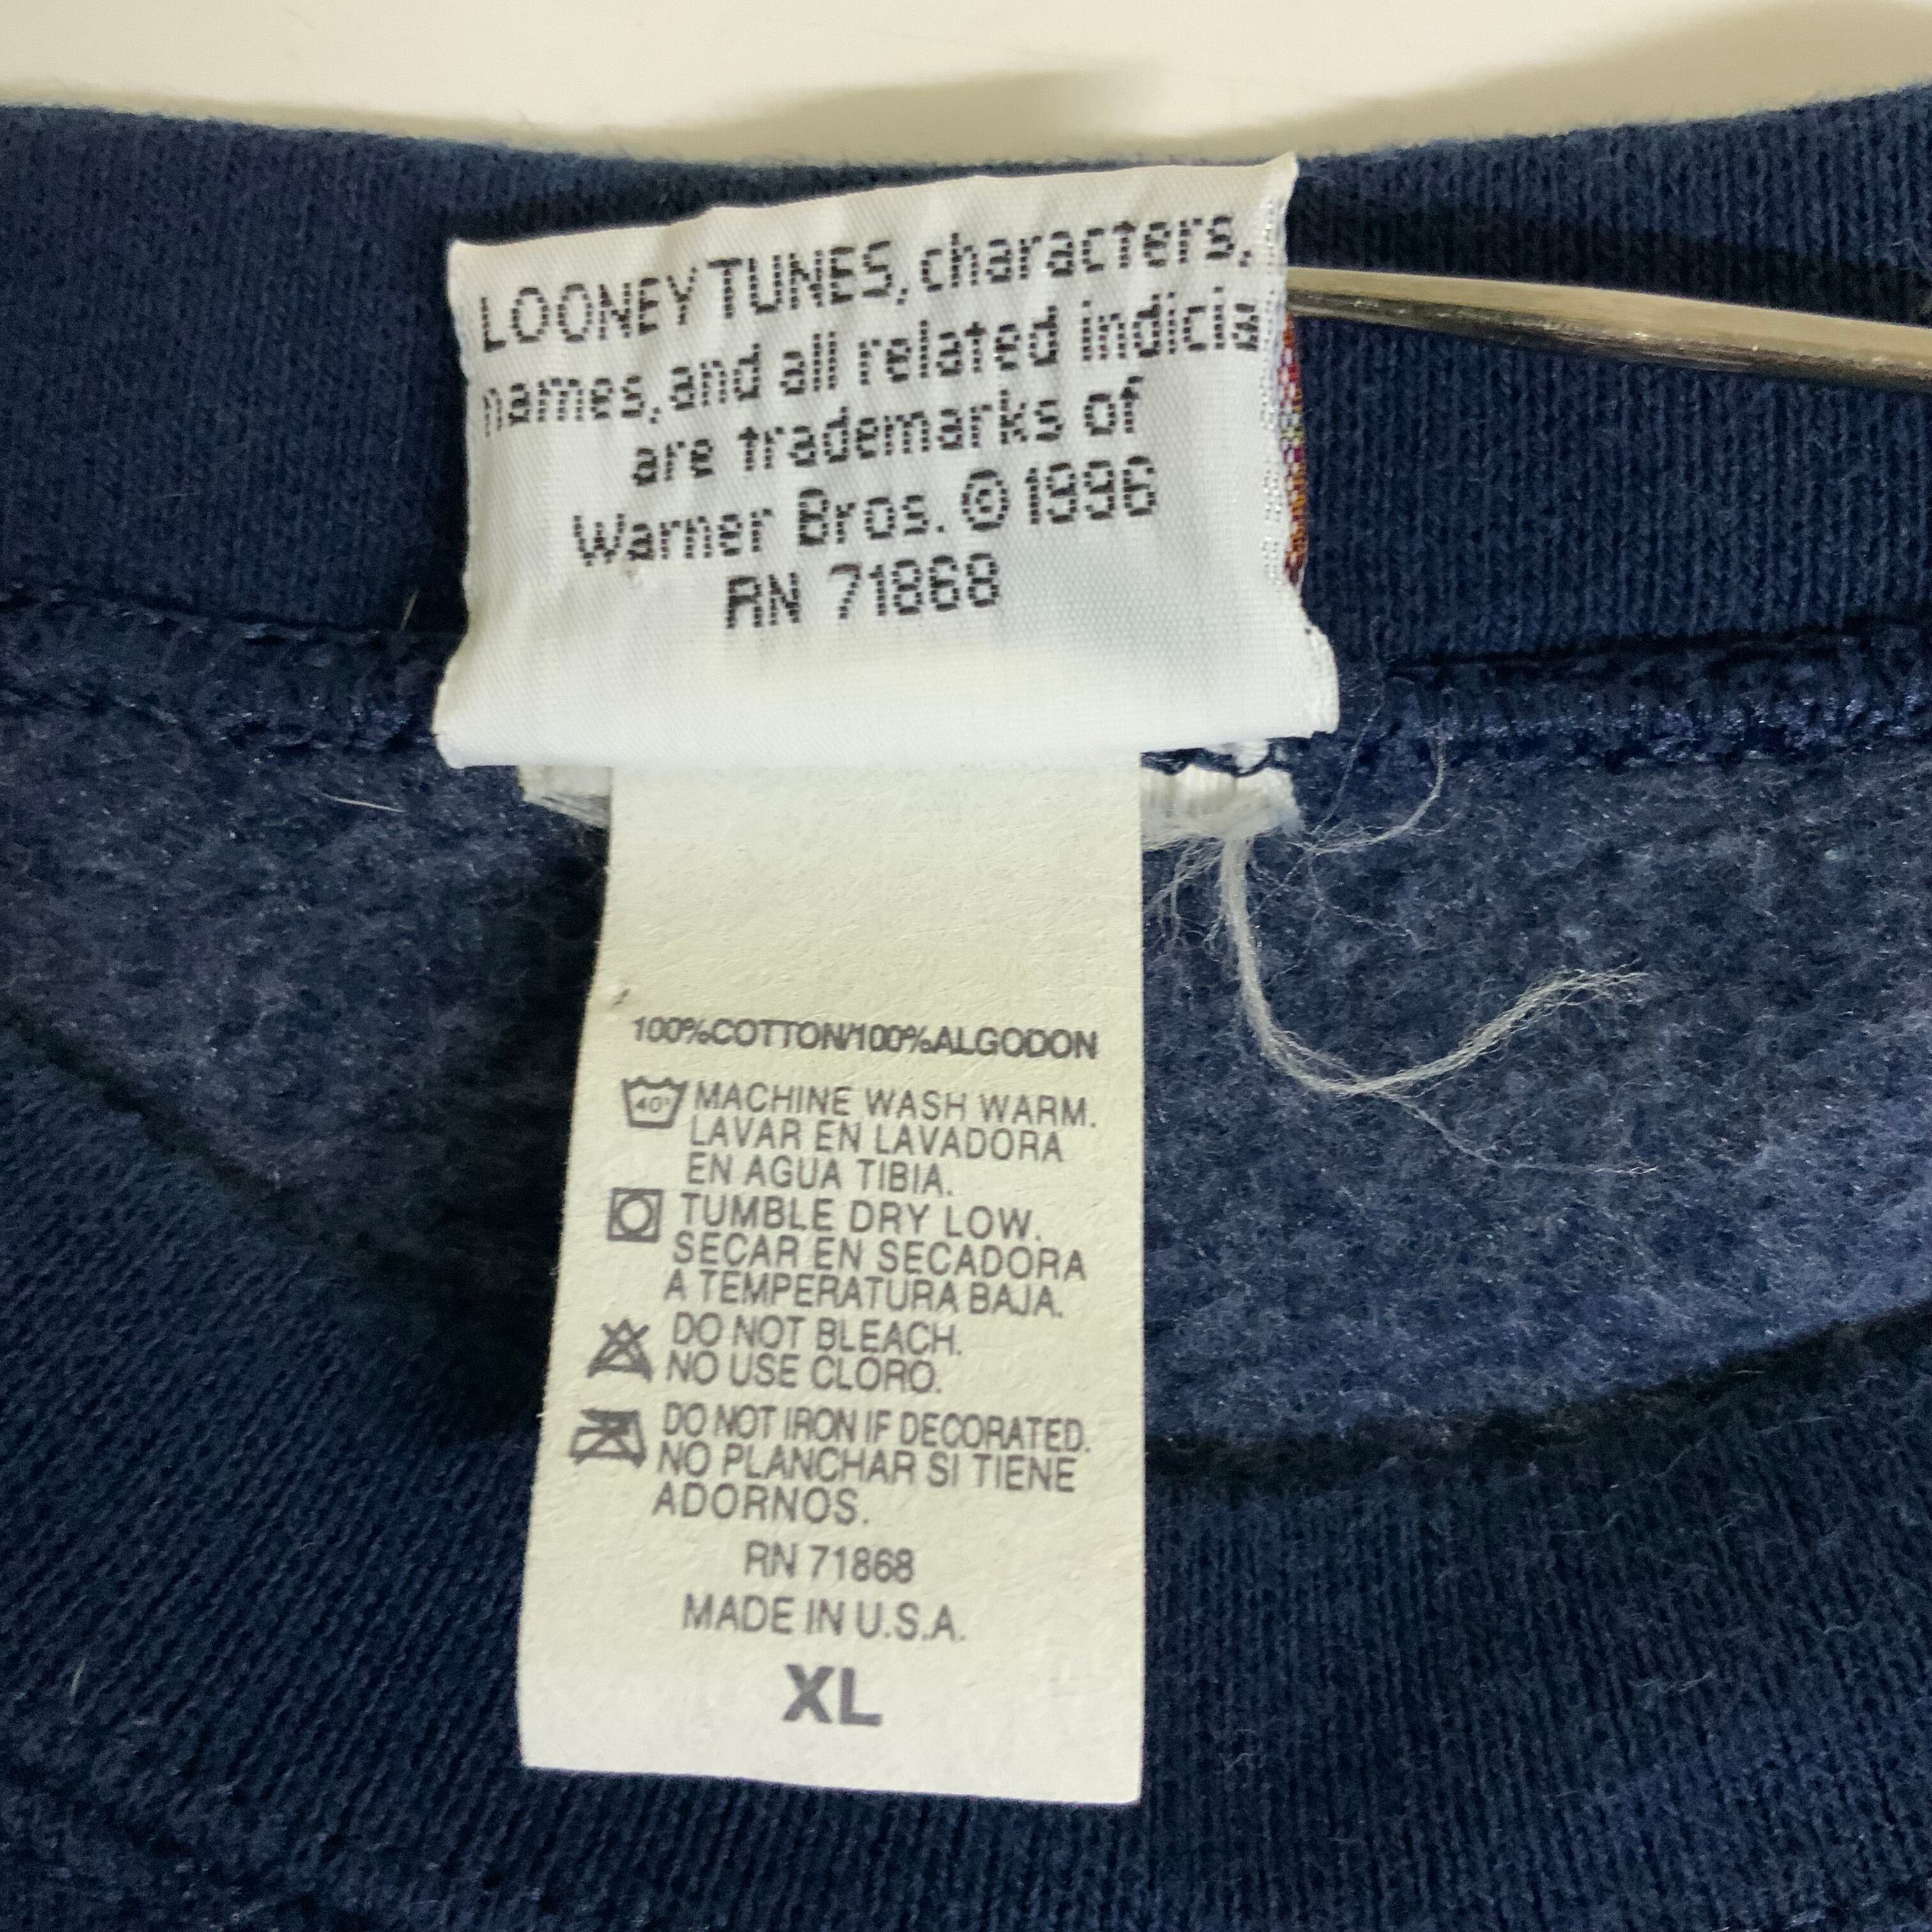 LOONEY TUNES, characters,
names, and all related indicia
are trademarks of
Warner Bros. © 1996
RN 71868
100%COTTON/100%ALGODON
40° MACHINE WASH WARM.
LAVAR EN LAVADORA
EN AGUA TIBIA.
TUMBLE DRY LOW.
SECAR EN SECADORA
A TEMPERATURA BAJA.
DO NOT BLEACH.
NO USE CLORO.
DO NOT IRON IF DECORATED.
NO PLANCHAR SI TIENE
ADORNOS.
RN 71868
MADE IN U.S.A.
XL